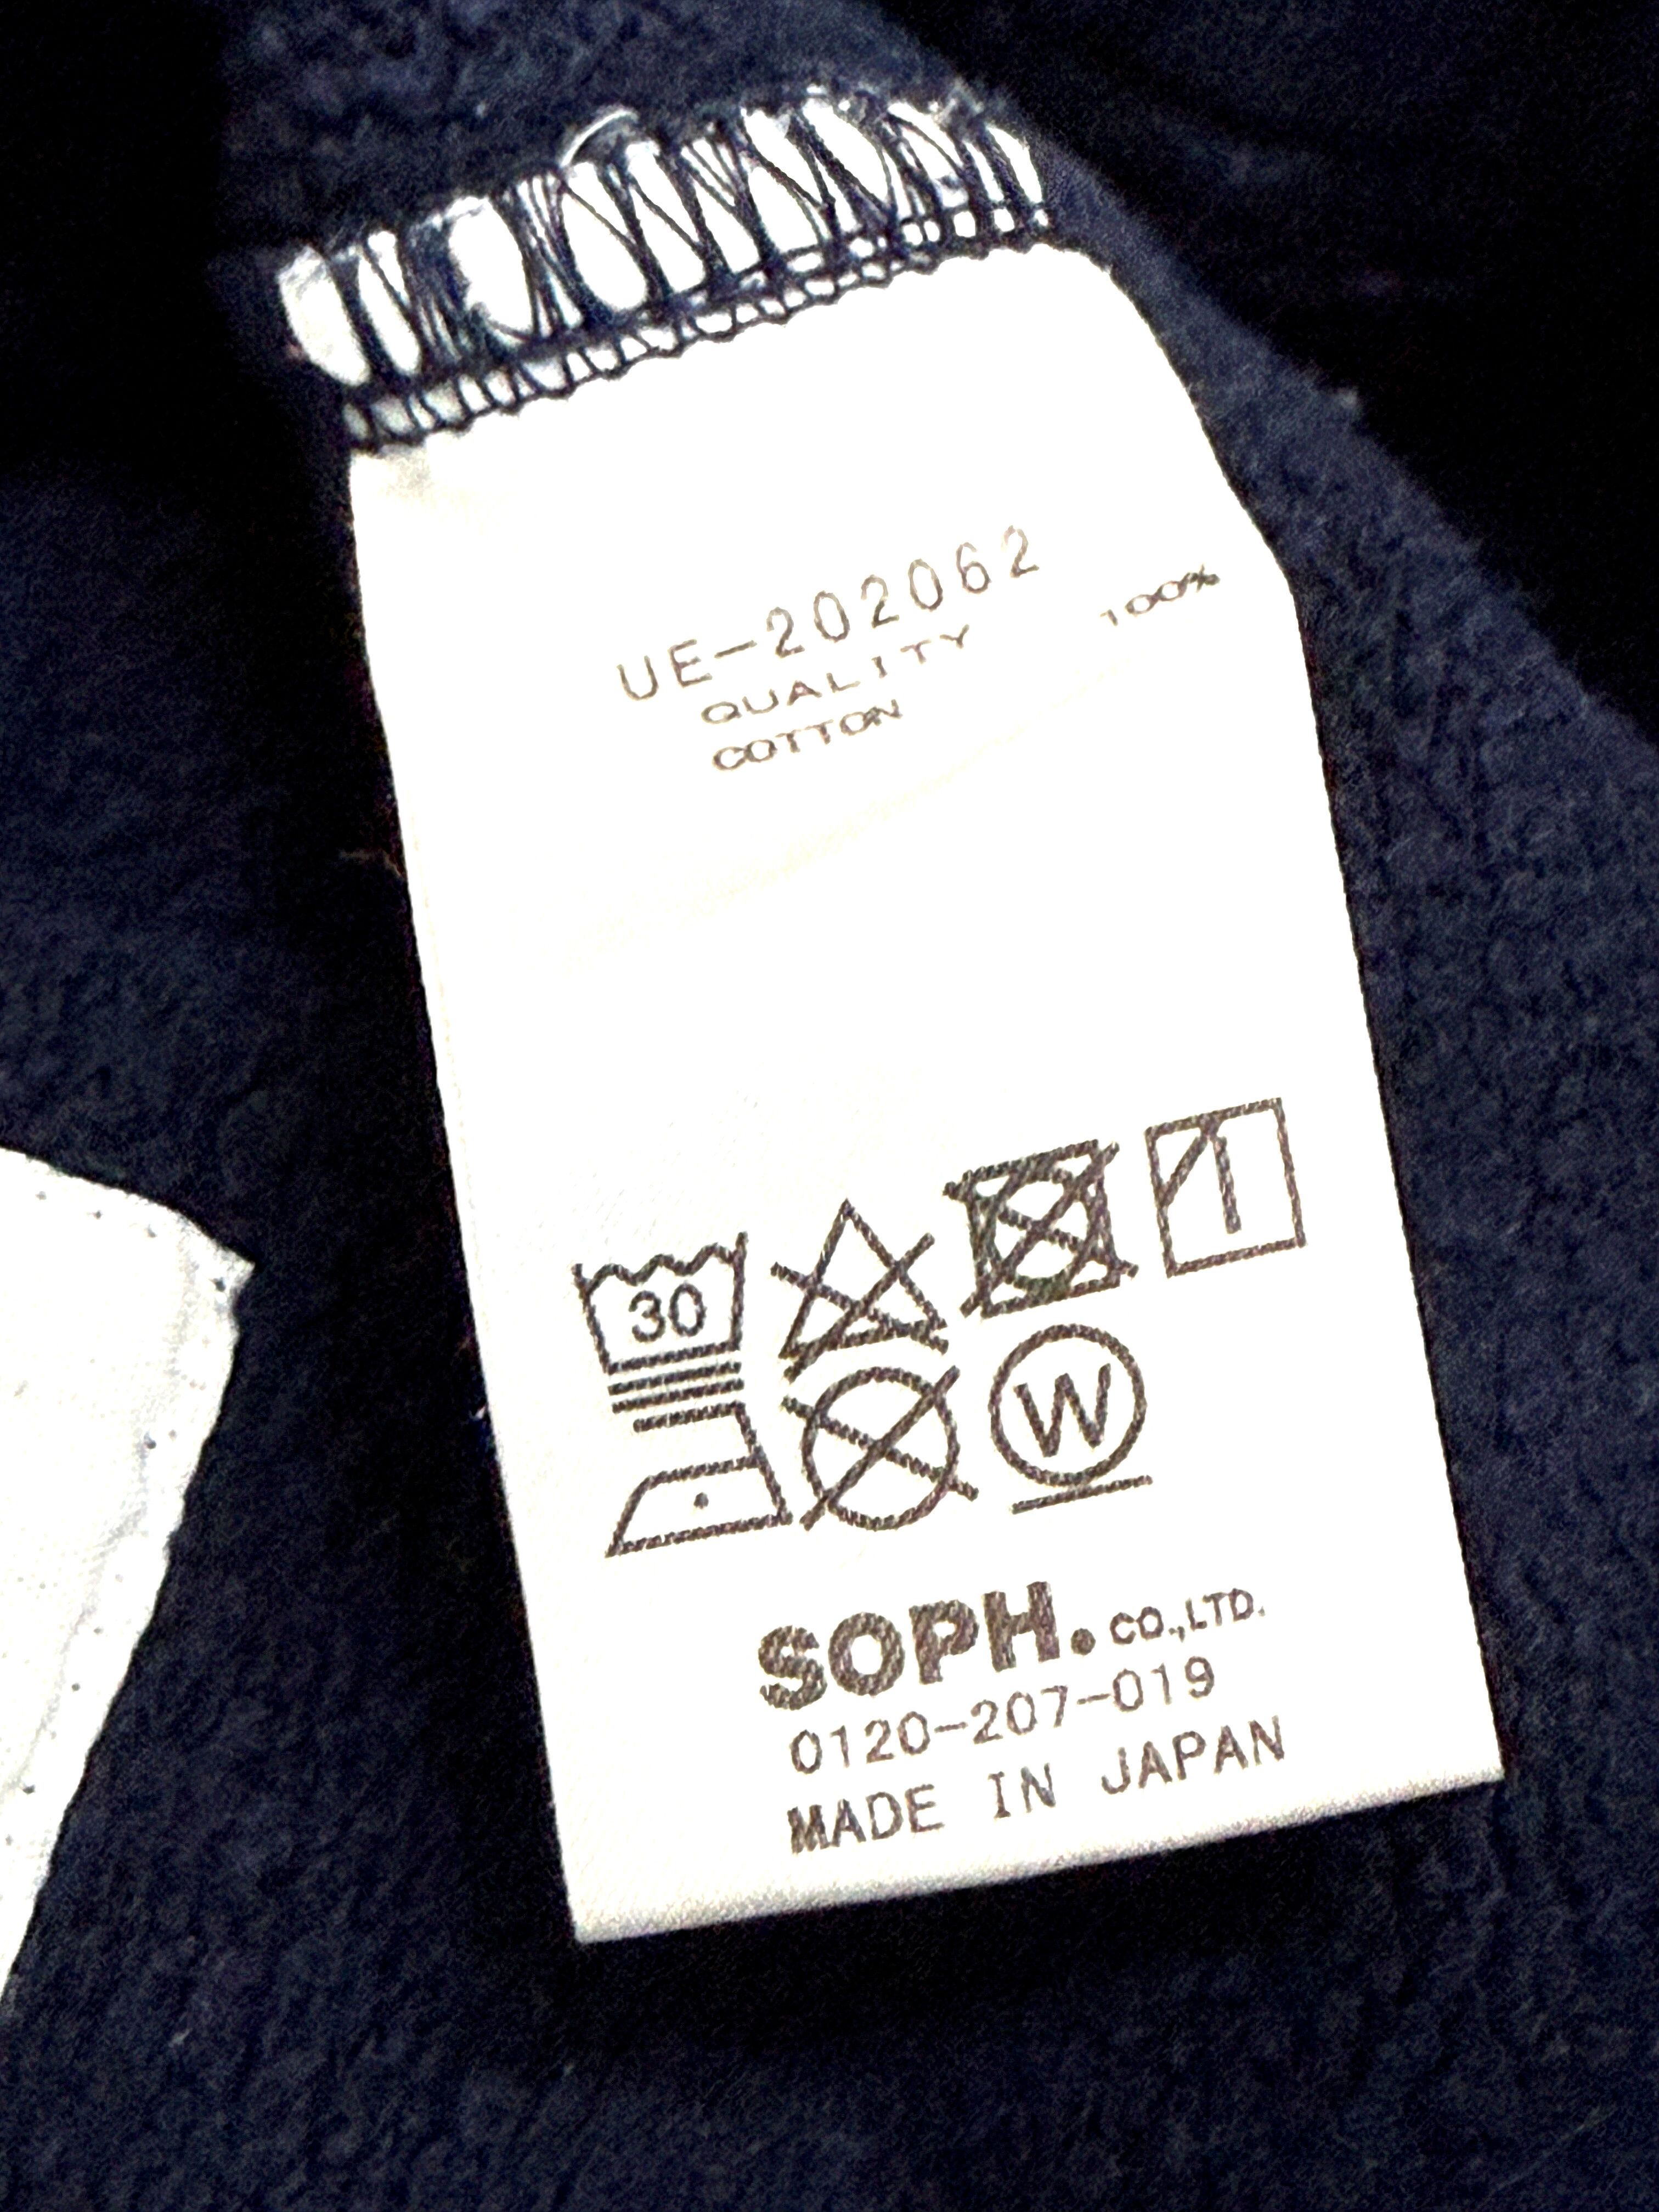 UE-202062
QUALITY
COTTON 100%
30
W
SOPH. CO.,LTD.
0120-207-019
MADE IN JAPAN